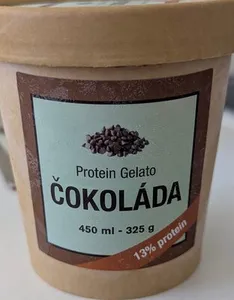 Protein Gelato
ČOKOLÁDA
450 ml - 325 g
13% protein